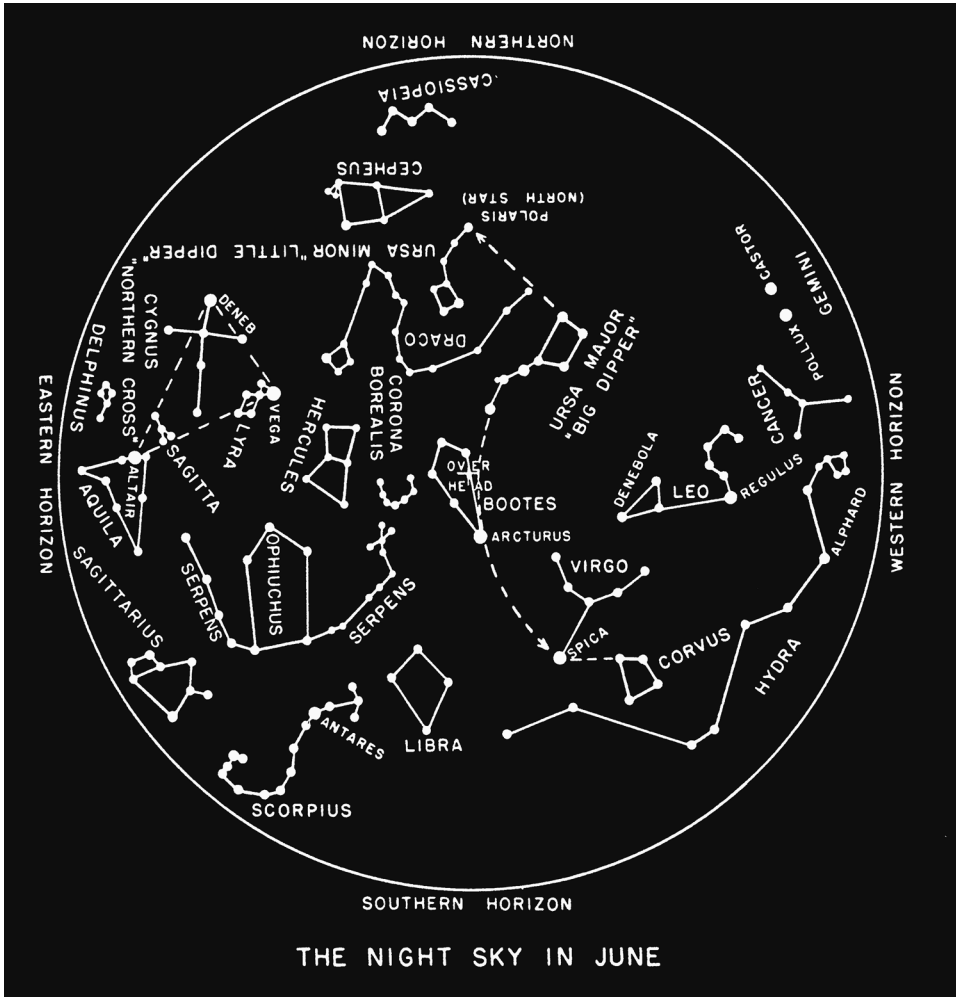 NORTHERN HORIZON
CASSIOPEIA
CEPHEUS
POLARIS
(NORTH STAR)
URSA MINOR "LITTLE DIPPER"
DRACO
CASTOR
POLLUX
GEMINI
CANCER
URSA MAJOR
"BIG DIPPER"
DENEB
CYGNUS
"NORTHERN CROSS"
DELPHINUS
VEGA
LYRA
SAGITTA
ALTAIR
AQUILA
HERCULES
CORONA
BOREALIS
OVER
HEAD
BOOTES
ARCTURUS
DENEBOLA
LEO
REGULUS
ALPHARD
EASTERN HORIZON
WESTERN HORIZON
SAGITTARIUS
SERPENS
OPHIUCHUS
SERPENS
VIRGO
SPICA
CORVUS
HYDRA
ANTARES
LIBRA
SCORPIUS
SOUTHERN HORIZON
THE NIGHT SKY IN JUNE